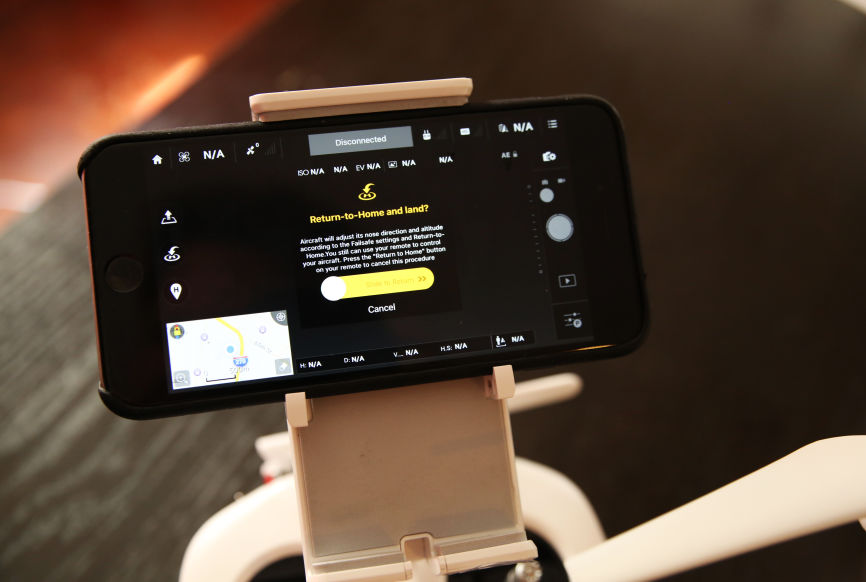 Disconnected
N/A
0
N/A
ISO N/A
N/A
EV N/A
N/A
N/A
AE
Return-to-Home and land?
Aircraft will adjust its nose direction and altitude
according to the Failsafe settings and Return-to-
Home.You still can use your remote to control
your aircraft. Press the "Return to Home" button
on your remote to cancel this procedure
Slide to Return >>
Cancel
H
H: N/A
D: N/A
V... N/A
H.S: N/A
N/A